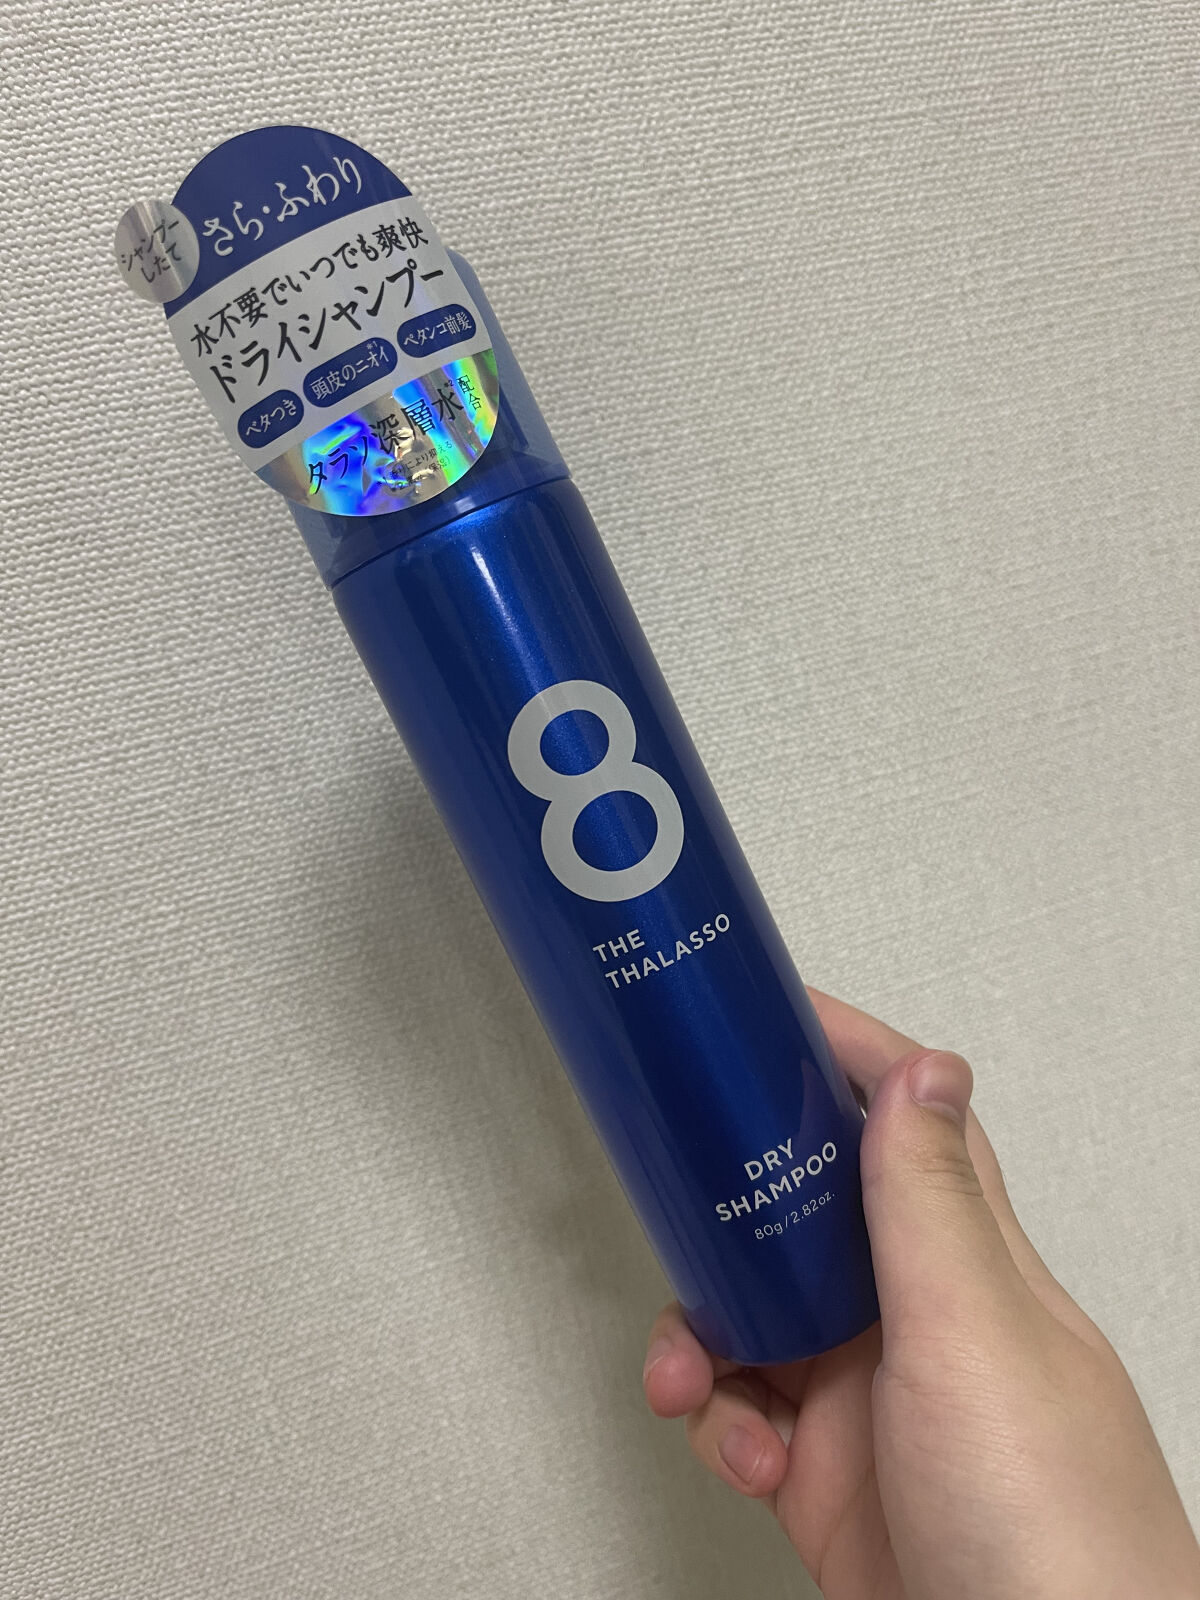 シャンプー
したて
さら・ふわり
水不要でいつでも爽快
ドライシャンプー
ベタつき
頭皮のニオイ※1
ペタンコ前髪
タラソ深層水※2配合
8
THE
THALASSO
DRY
SHAMPOO
80g/2.82oz.